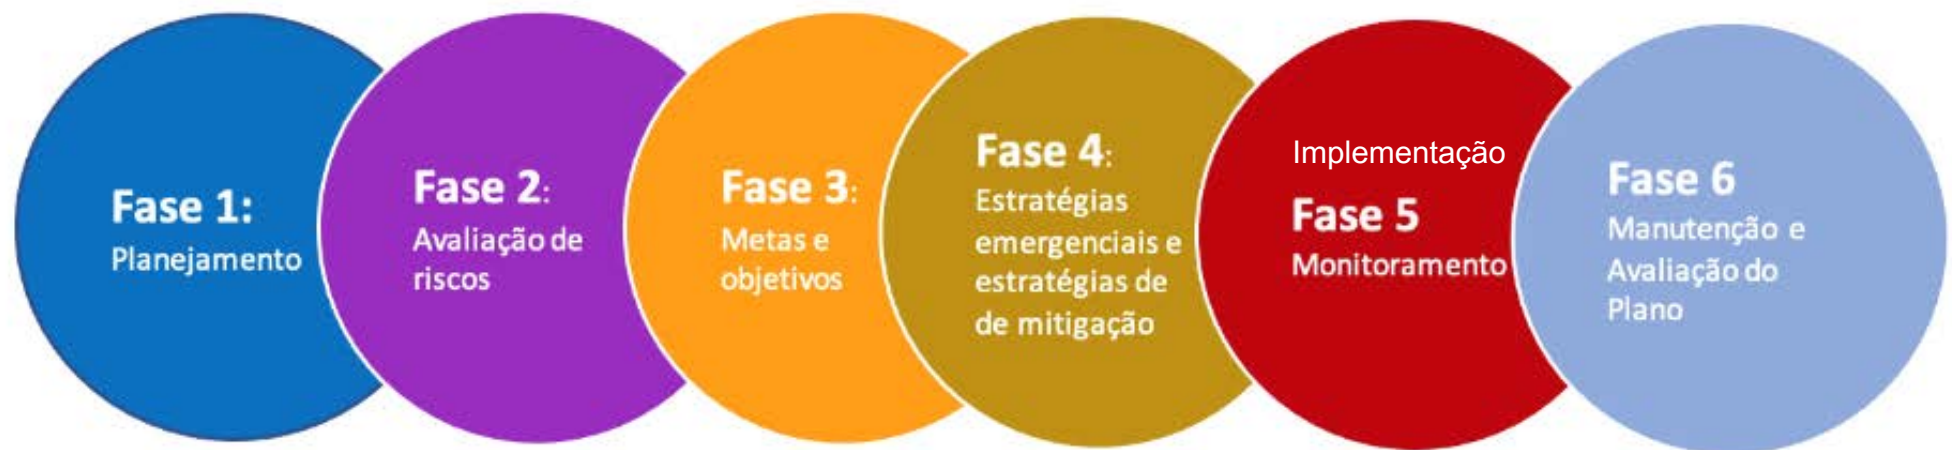 Fase 1:
Planejamento
Fase 2:
Avaliação de
riscos
Fase 3:
Metas e
objetivos
Fase 4:
Estratégias
emergenciais e
estratégias de
de mitigação
Implementação
Fase 5
Monitoramento
Fase 6
Manutenção e
Avaliação do
Plano